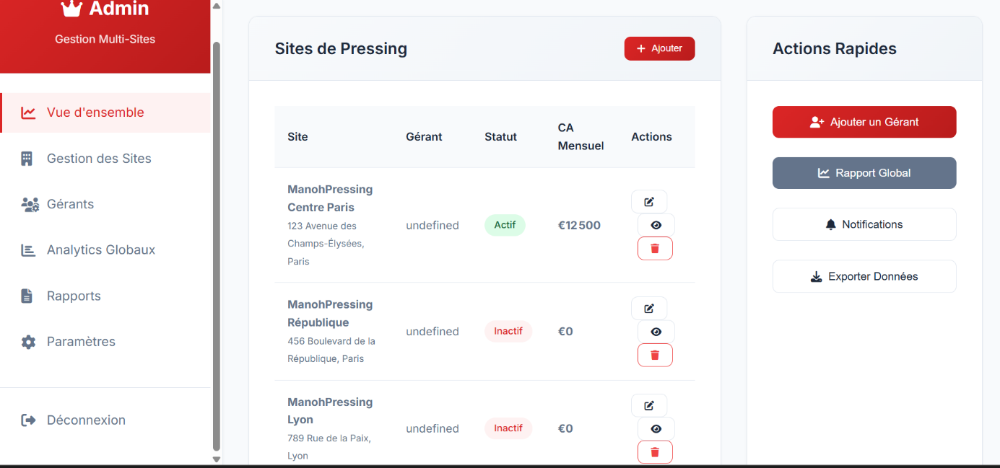 Admin
Gestion Multi-Sites
Vue d'ensemble
Gestion des Sites
Gérants
Analytics Globaux
Rapports
Paramètres
Déconnexion
Sites de Pressing
+ Ajouter
Site
Gérant
Statut
CA
Mensuel
Actions
ManohPressing
Centre Paris
123 Avenue des
Champs-Élysées,
Paris
undefined
Actif
€12 500
ManohPressing
République
456 Boulevard de la
République, Paris
undefined
Inactif
€0
ManohPressing
Lyon
789 Rue de la Paix,
Lyon
undefined
Inactif
€0
Actions Rapides
Ajouter un Gérant
Rapport Global
Notifications
Exporter Données